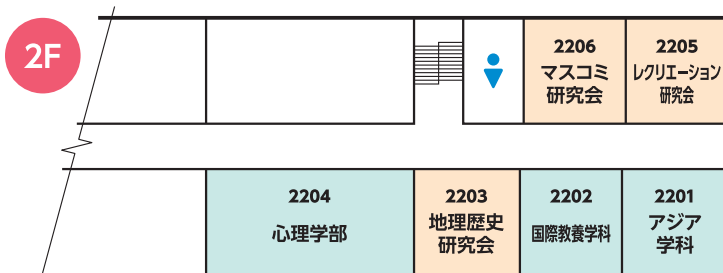 2F
2206
マスコミ
研究会
2205
レクリエーション
研究会
2204
心理学部
2203
地理歴史
研究会
2202
国際教養学科
2201
アジア
学科